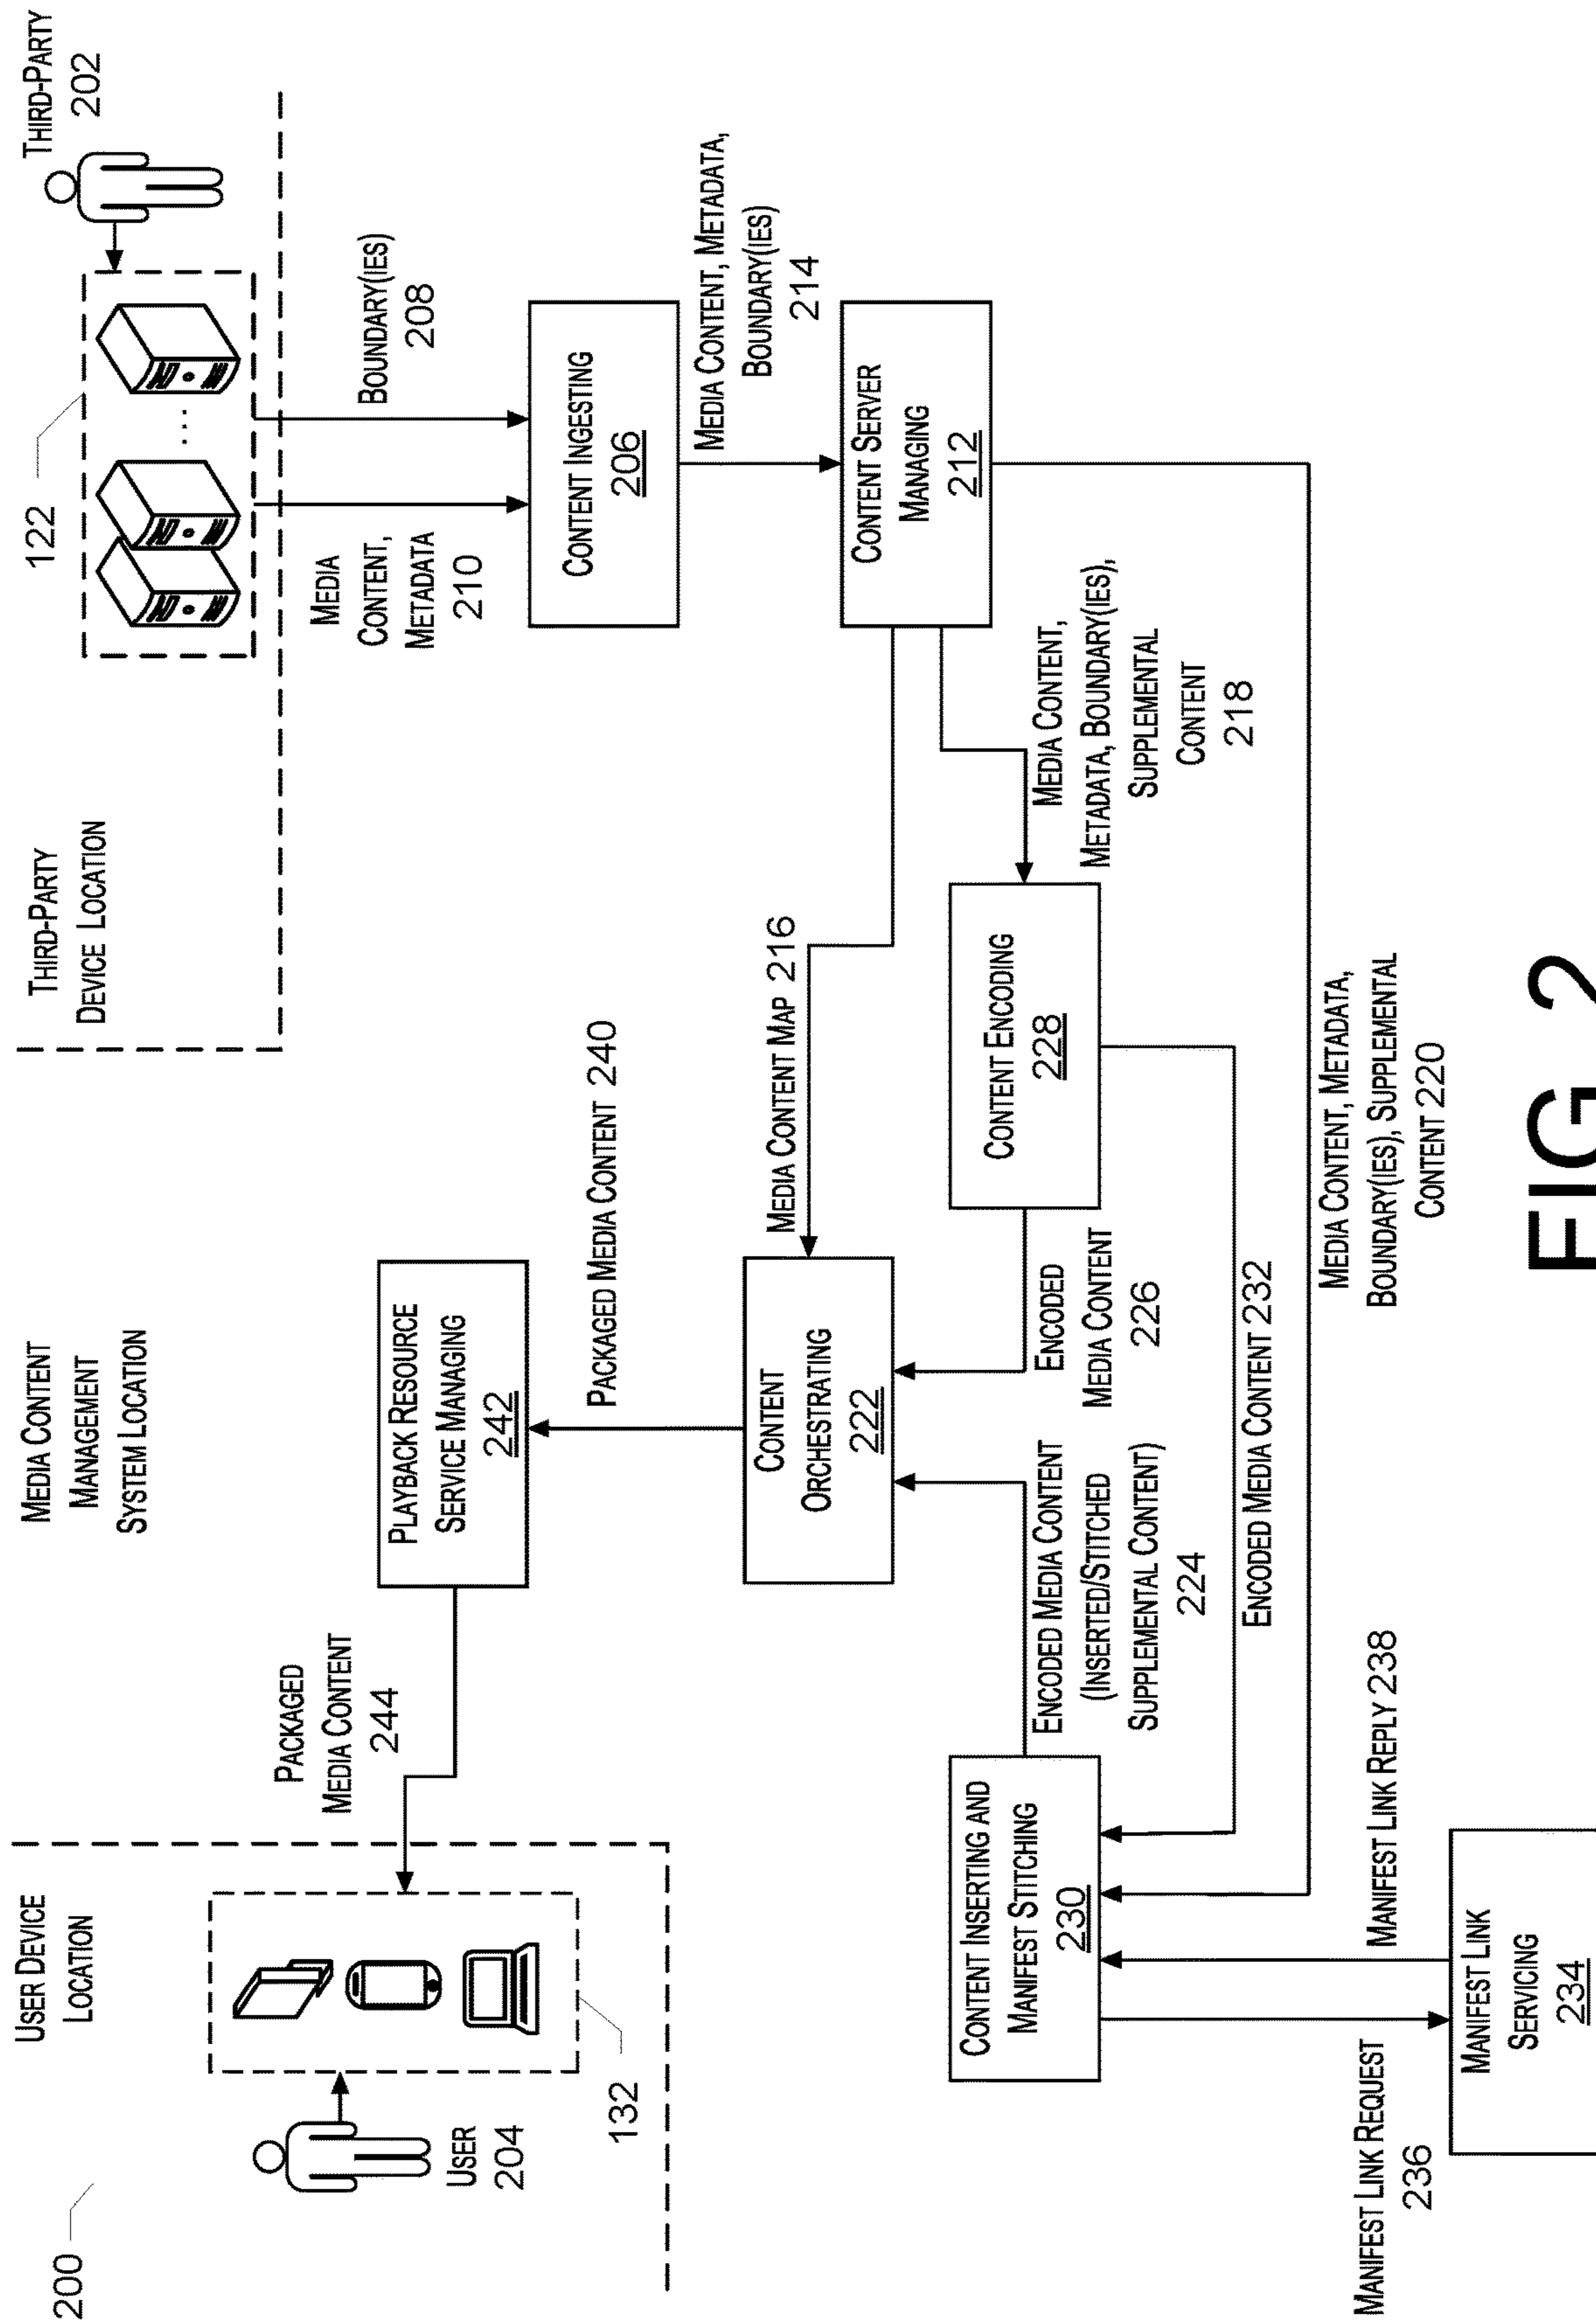 200
USER DEVICE
LOCATION
USER
204
132
MEDIA CONTENT
MANAGEMENT
SYSTEM LOCATION
THIRD-PARTY
DEVICE LOCATION
122
THIRD-PARTY
202
PACKAGED
MEDIA CONTENT
244
PLAYBACK RESOURCE
SERVICE MANAGING
242
PACKAGED MEDIA CONTENT 240
MEDIA
CONTENT,
METADATA
210
BOUNDARY(IES)
208
CONTENT INGESTING
206
MEDIA CONTENT, METADATA,
BOUNDARY(IES)
214
CONTENT
ORCHESTRATING
222
MEDIA CONTENT MAP 216
CONTENT SERVER
MANAGING
212
ENCODED MEDIA CONTENT
(INSERTED/STITCHED
SUPPLEMENTAL CONTENT)
224
ENCODED
MEDIA CONTENT
226
CONTENT ENCODING
228
MEDIA CONTENT,
METADATA, BOUNDARY(IES),
SUPPLEMENTAL
CONTENT
218
CONTENT INSERTING AND
MANIFEST STITCHING
230
ENCODED MEDIA CONTENT 232
MEDIA CONTENT, METADATA,
BOUNDARY(IES), SUPPLEMENTAL
CONTENT 220
MANIFEST LINK REQUEST
236
MANIFEST LINK REPLY 238
MANIFEST LINK
SERVICING
234
FIG. 2